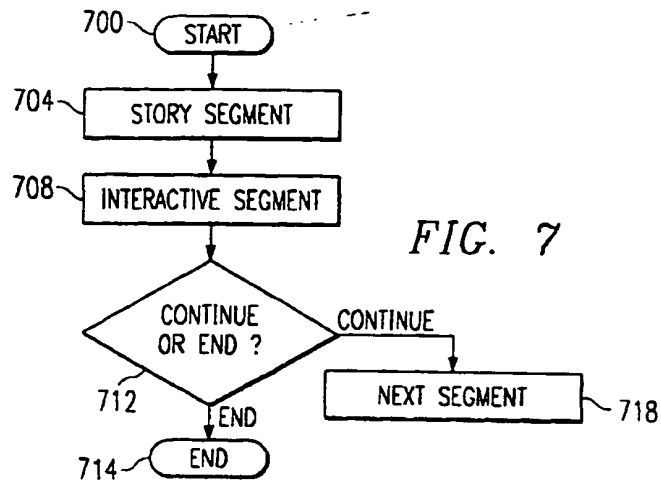 700 START
704 STORY SEGMENT
708 INTERACTIVE SEGMENT
FIG. 7
CONTINUE
OR END ?
CONTINUE
712
NEXT SEGMENT 718
END
714 END